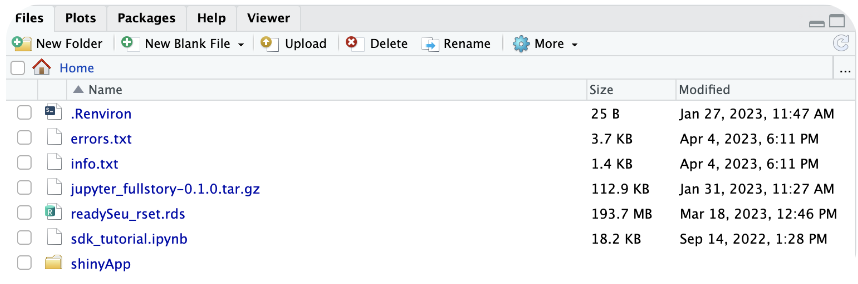 Files Plots Packages Help Viewer
New Folder New Blank File Upload Delete Rename More
Home ...
Name Size Modified
.Renviron 25 B Jan 27, 2023, 11:47 AM
errors.txt 3.7 KB Apr 4, 2023, 6:11 PM
info.txt 1.4 KB Apr 4, 2023, 6:11 PM
jupyter_fullstory-0.1.0.tar.gz 112.9 KB Jan 31, 2023, 11:27 AM
readySeu_rset.rds 193.7 MB Mar 18, 2023, 12:46 PM
sdk_tutorial.ipynb 18.2 KB Sep 14, 2022, 1:28 PM
shinyApp